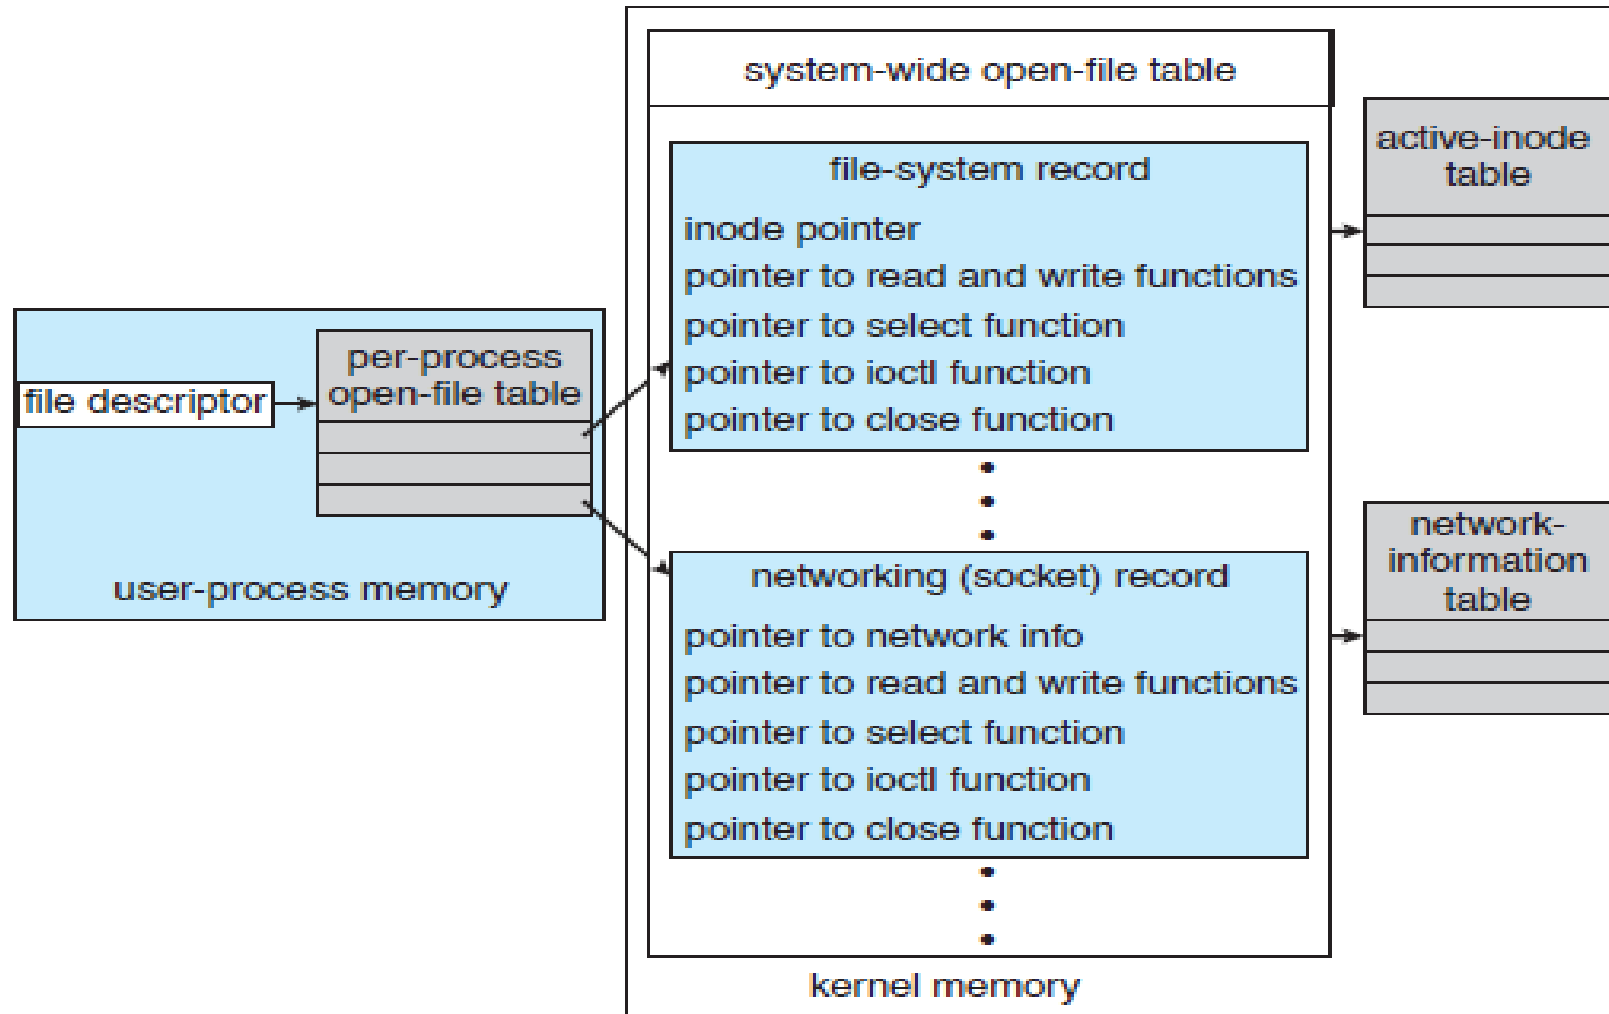 system-wide open-file table
file-system record
inode pointer
pointer to read and write functions
pointer to select function
pointer to ioctl function
pointer to close function
active-inode
table
file descriptor
per-process
open-file table
user-process memory
networking (socket) record
pointer to network info
pointer to read and write functions
pointer to select function
pointer to ioctl function
pointer to close function
network-
information
table
kernel memory